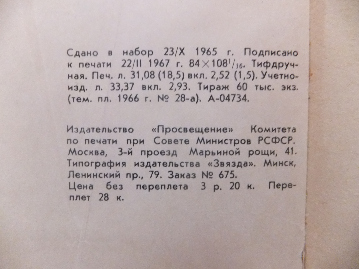 Сдано в набор 23/X 1965 г. Подписано
к печати 22/II 1967 г. 84×108¹/₁₆. Тифдруч-
ная. Печ. л. 31,08 (18,5) вкл. 2,52 (1,5). Учетно-
изд. л. 33,37 вкл. 2,93. Тираж 60 тыс. экз.
(тем. пл. 1966 г. № 28-а). А-04734.
Издательство «Просвещение» Комитета
по печати при Совете Министров РСФСР.
Москва, 3-й проезд Марьиной рощи, 41.
Типография издательства «Звязда». Минск,
Ленинский пр., 79. Заказ № 675.
Цена без переплета 3 р. 20 к. Пере-
плет 28 к.